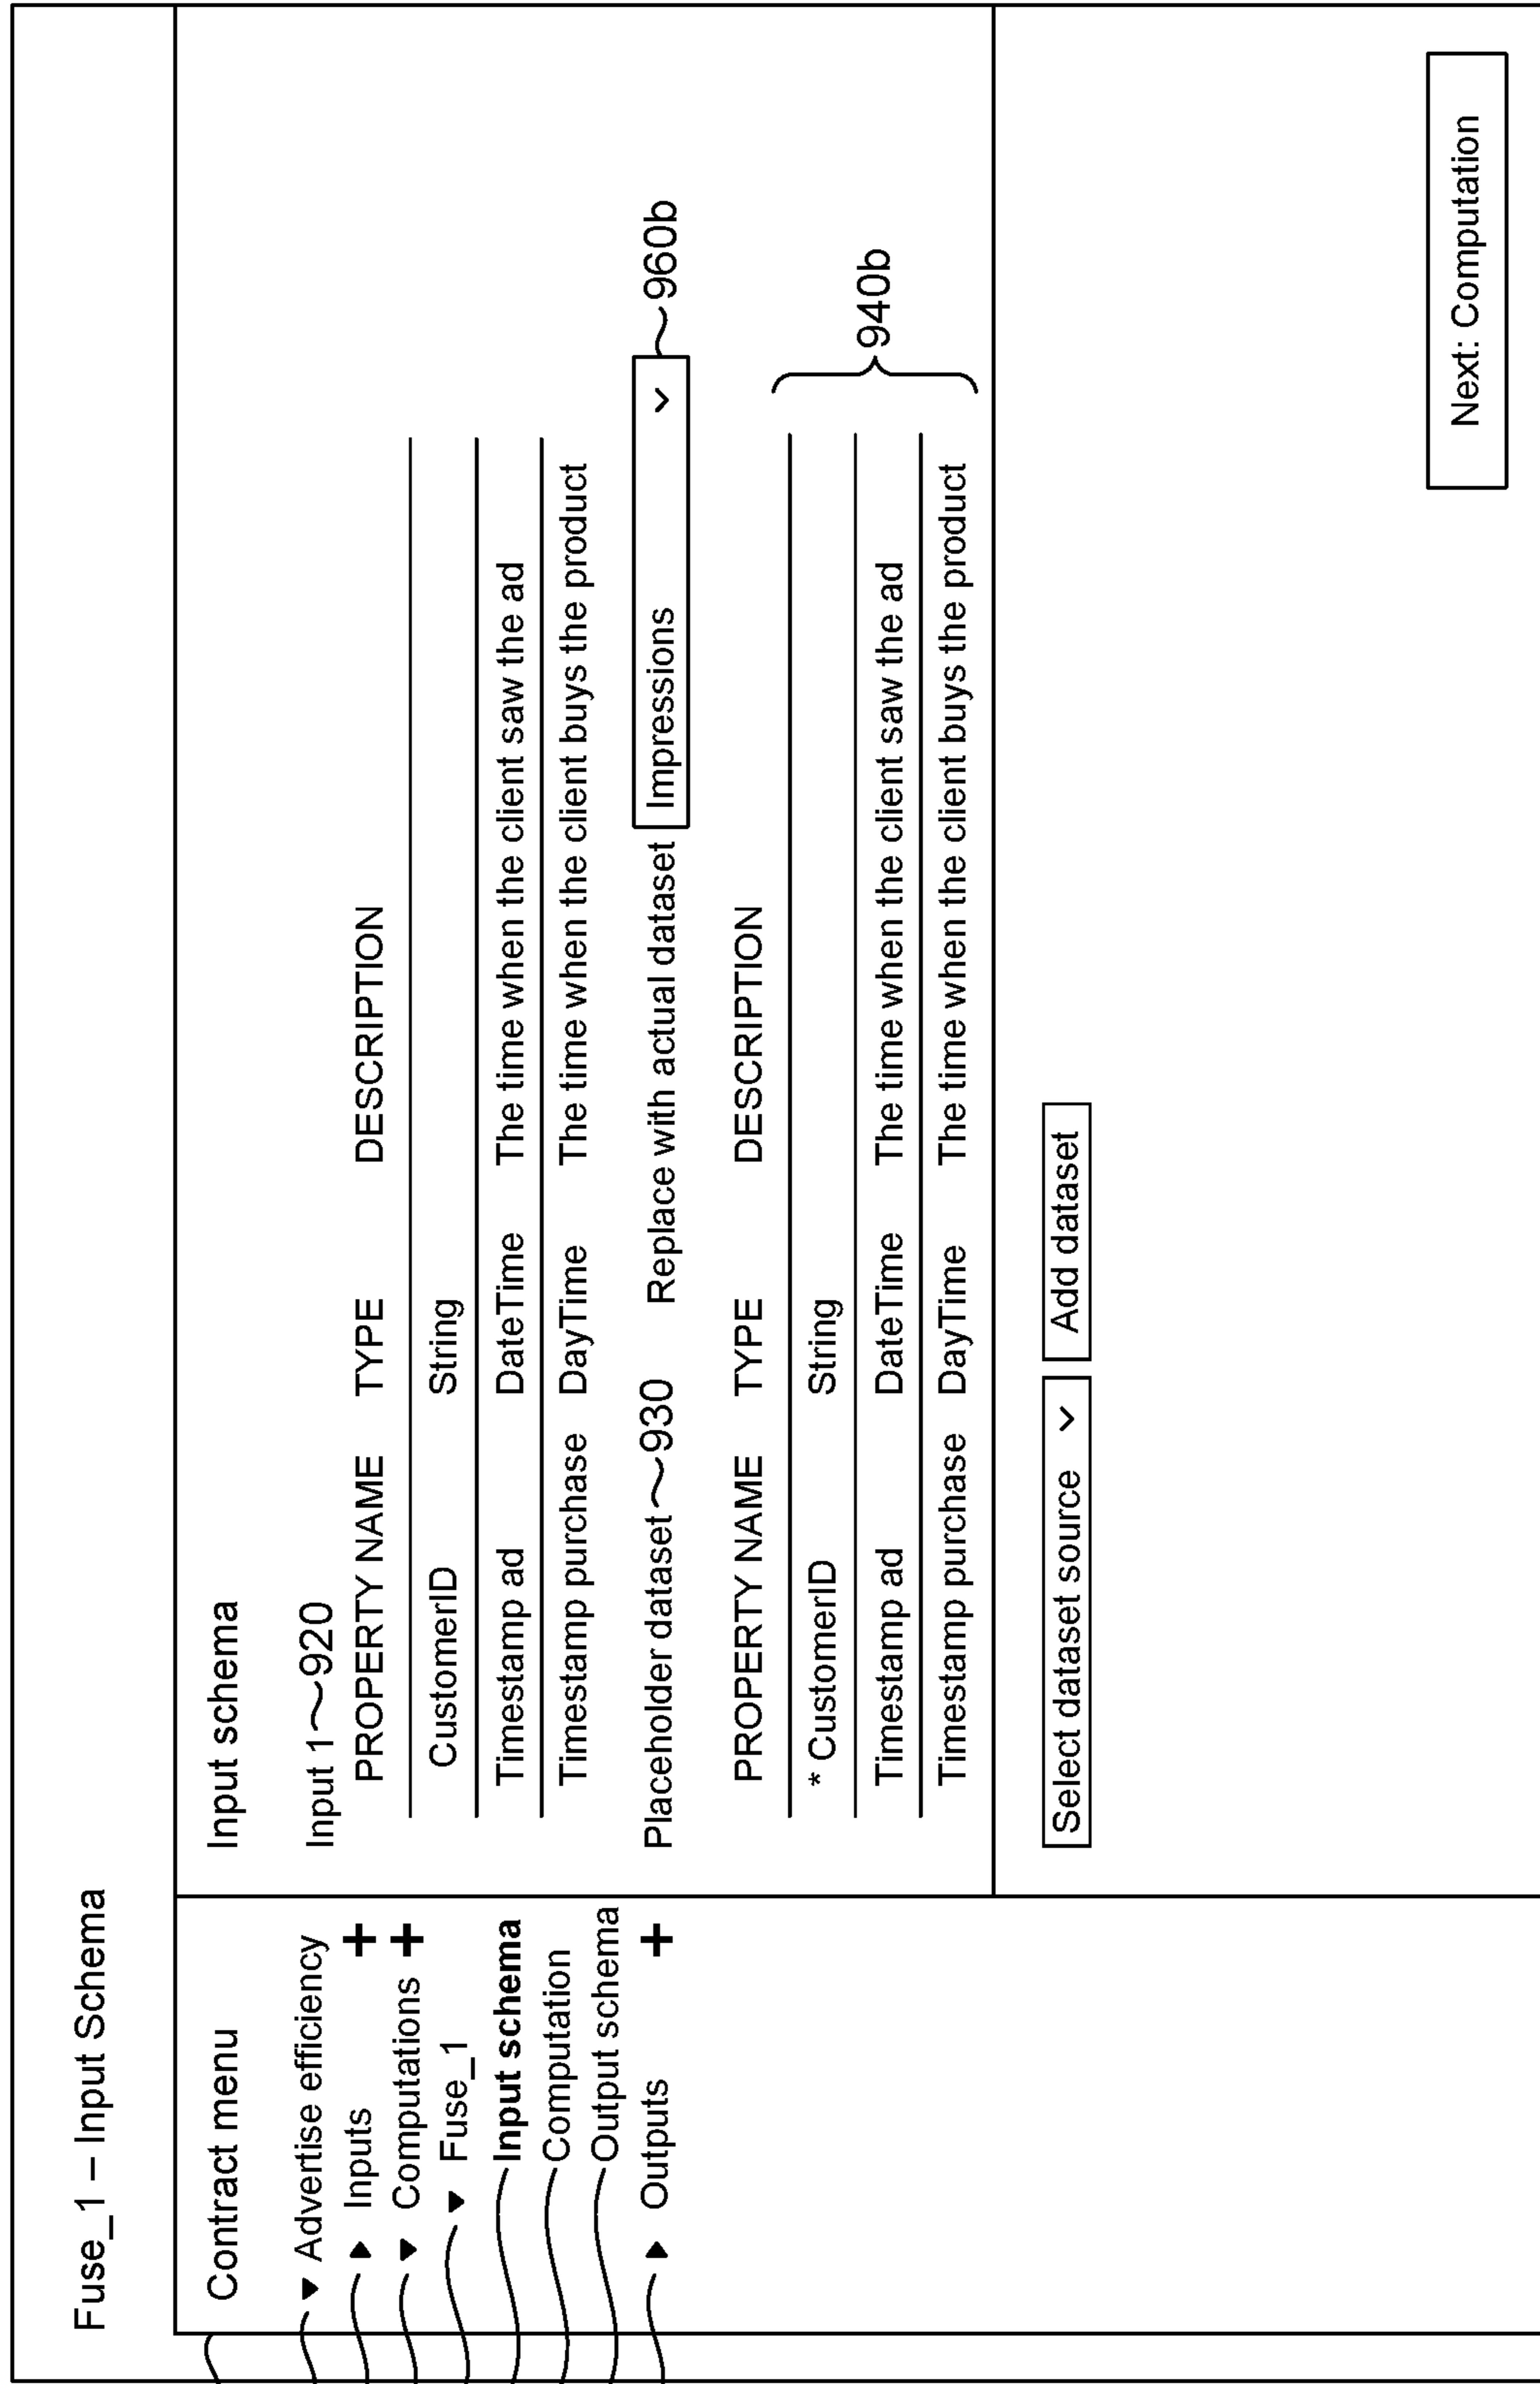 Fuse_1 – Input Schema
Contract menu
Advertise efficiency
Inputs +
Computations +
Fuse_1
Input schema
Computation
Output schema
Outputs +
Input schema
Input 1~920
PROPERTY NAME TYPE DESCRIPTION
CustomerID String
Timestamp ad DateTime The time when the client saw the ad
Timestamp purchase DayTime The time when the client buys the product
Placeholder dataset~930 Replace with actual dataset Impressions ~960b
PROPERTY NAME TYPE DESCRIPTION
* CustomerID String
Timestamp ad DateTime The time when the client saw the ad
Timestamp purchase DayTime The time when the client buys the product
940b
Select dataset source Add dataset
Next: Computation